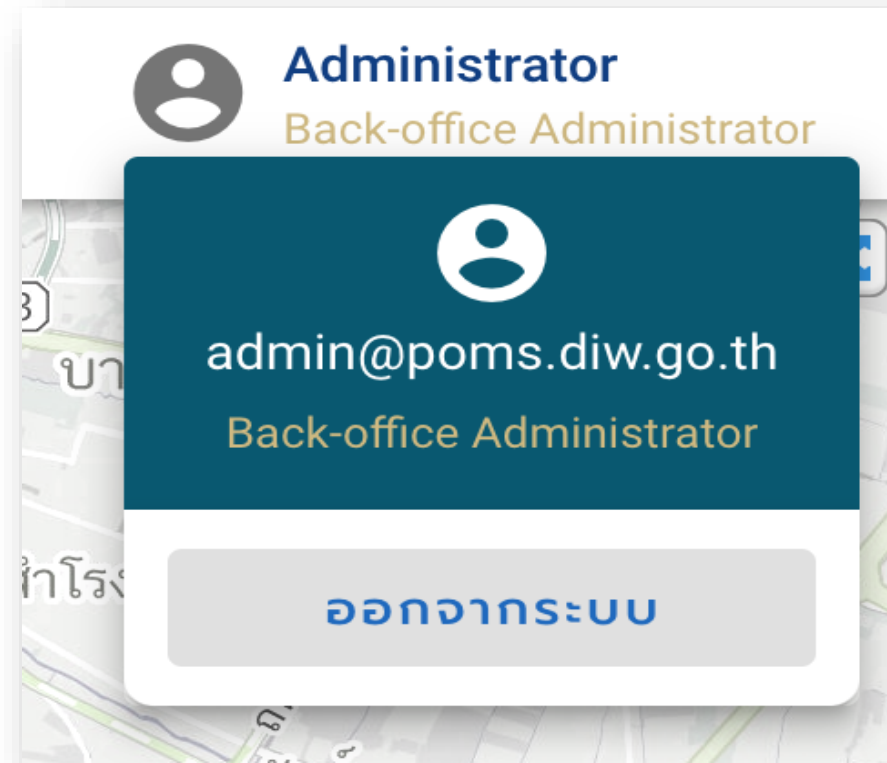 Administrator
Back-office Administrator
admin@poms.diw.go.th
Back-office Administrator
ออกจากระบบ